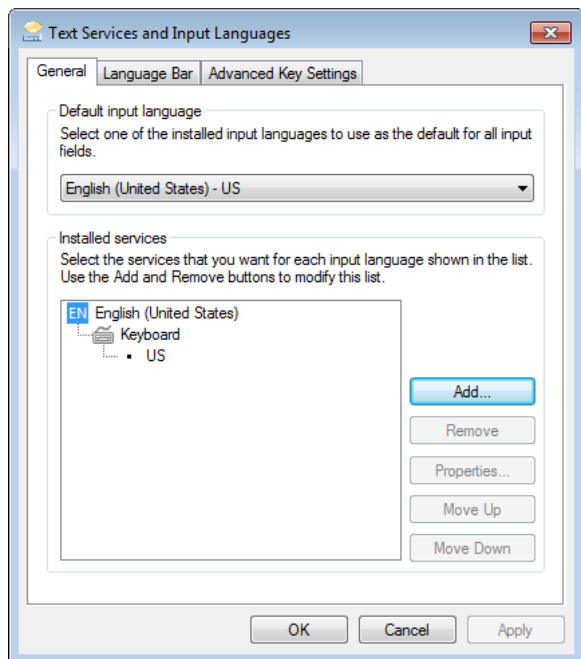 Text Services and Input Languages
General
Language Bar
Advanced Key Settings
Default input language
Select one of the installed input languages to use as the default for all input
fields.
English (United States) - US
Installed services
Select the services that you want for each input language shown in the list.
Use the Add and Remove buttons to modify this list.
EN English (United States)
Keyboard
US
Add...
Remove
Properties...
Move Up
Move Down
OK
Cancel
Apply